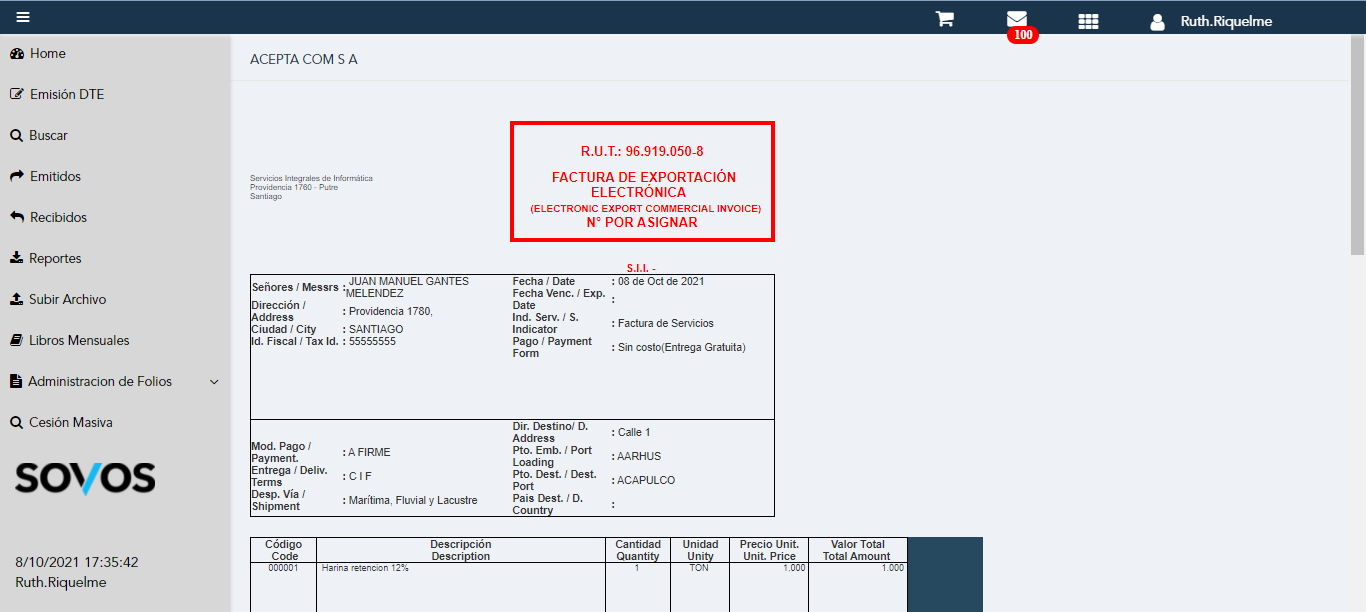 Ruth.Riquelme
100
Home
Emisión DTE
Buscar
Emitidos
Recibidos
Reportes
Subir Archivo
Libros Mensuales
Administracion de Folios
Cesión Masiva
SOVOS
8/10/2021 17:35:42
Ruth.Riquelme
ACEPTA COM S A
Servicios Integrales de Informática
Providencia 1760 - Putre
Santiago
R.U.T.: 96.919.050-8
FACTURA DE EXPORTACIÓN
ELECTRÓNICA
(ELECTRONIC EXPORT COMMERCIAL INVOICE)
N° POR ASIGNAR
S.I.I. -
Señores / Messrs : JUAN MANUEL GANTES
MELENDEZ
Dirección /
Address : Providencia 1780,
Ciudad / City : SANTIAGO
Id. Fiscal / Tax Id. : 55555555
Fecha / Date : 08 de Oct de 2021
Fecha Venc. / Exp.
Date :
Ind. Serv. / S.
Indicator : Factura de Servicios
Pago / Payment
Form : Sin costo(Entrega Gratuita)
Mod. Pago /
Payment. : A FIRME
Entrega / Deliv.
Terms : C I F
Desp. Vía /
Shipment : Marítima, Fluvial y Lacustre
Dir. Destino/ D.
Address : Calle 1
Pto. Emb. / Port
Loading : AARHUS
Pto. Dest. / Dest.
Port : ACAPULCO
Pais Dest. / D.
Country :
Código Descripción Cantidad Unidad Precio Unit. Valor Total
Code Description Quantity Unity Unit. Price Total Amount
000001 Harina retencion 12% 1 TON 1.000 1.000